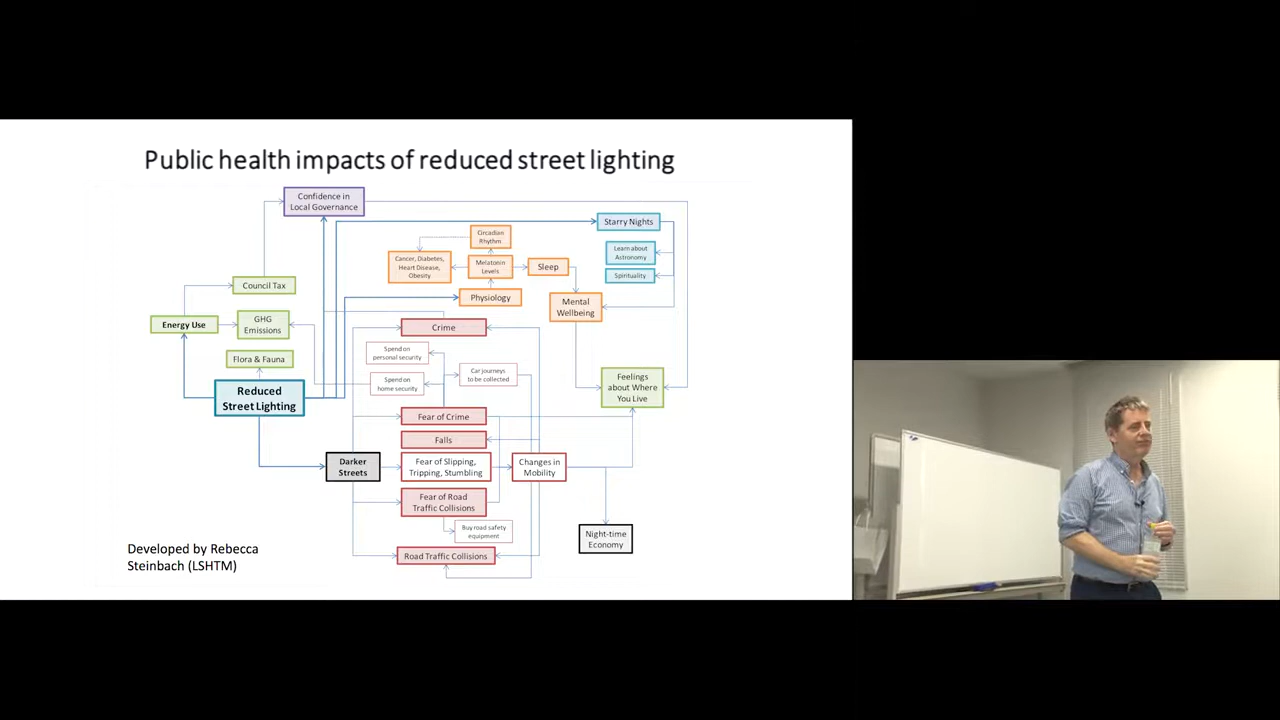 Public health impacts of reduced street lighting
Confidence in
Local Governance
Starry Nights
Circadian
Rhythm
Learn about
Astronomy
Cancer, Diabetes,
Heart Disease,
Obesity
Melatonin
Levels
Sleep
Spirituality
Council Tax
Physiology
Mental
Wellbeing
Energy Use
GHG
Emissions
Crime
Flora & Fauna
Spend on
personal security
Car journeys
to be collected
Spend on
home security
Feelings
about Where
You Live
Reduced
Street Lighting
Fear of Crime
Falls
Darker
Streets
Fear of Slipping,
Tripping, Stumbling
Changes in
Mobility
Fear of Road
Traffic Collisions
Buy road safety
equipment
Night-time
Economy
Road Traffic Collisions
Developed by Rebecca
Steinbach (LSHTM)